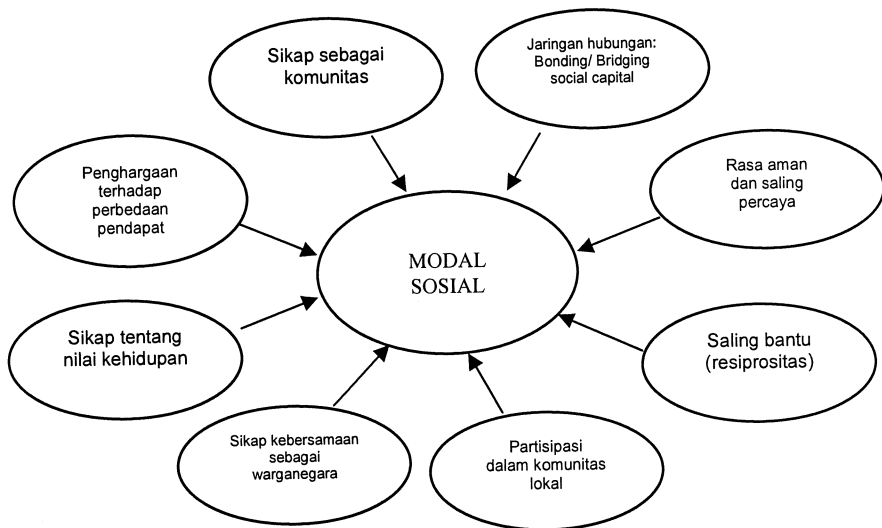 Sikap sebagai
komunitas
Jaringan hubungan:
Bonding/ Bridging
social capital
Penghargaan
terhadap
perbedaan
pendapat
Rasa aman
dan saling
percaya
MODAL
SOSIAL
Sikap tentang
nilai kehidupan
Saling bantu
(resiprositas)
Sikap kebersamaan
sebagai
warganegara
Partisipasi
dalam komunitas
lokal